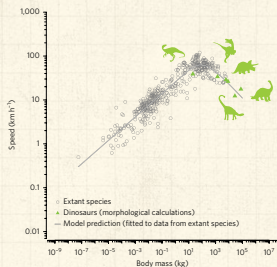 1,000
100
10
1
0.1
0.01
Speed (km h⁻¹)
Extant species
Dinosaurs (morphological calculations)
Model prediction (fitted to data from extant species)
10⁻⁹ 10⁻⁷ 10⁻⁵ 10⁻³ 10⁻¹ 10¹ 10³ 10⁵ 10⁷
Body mass (kg)